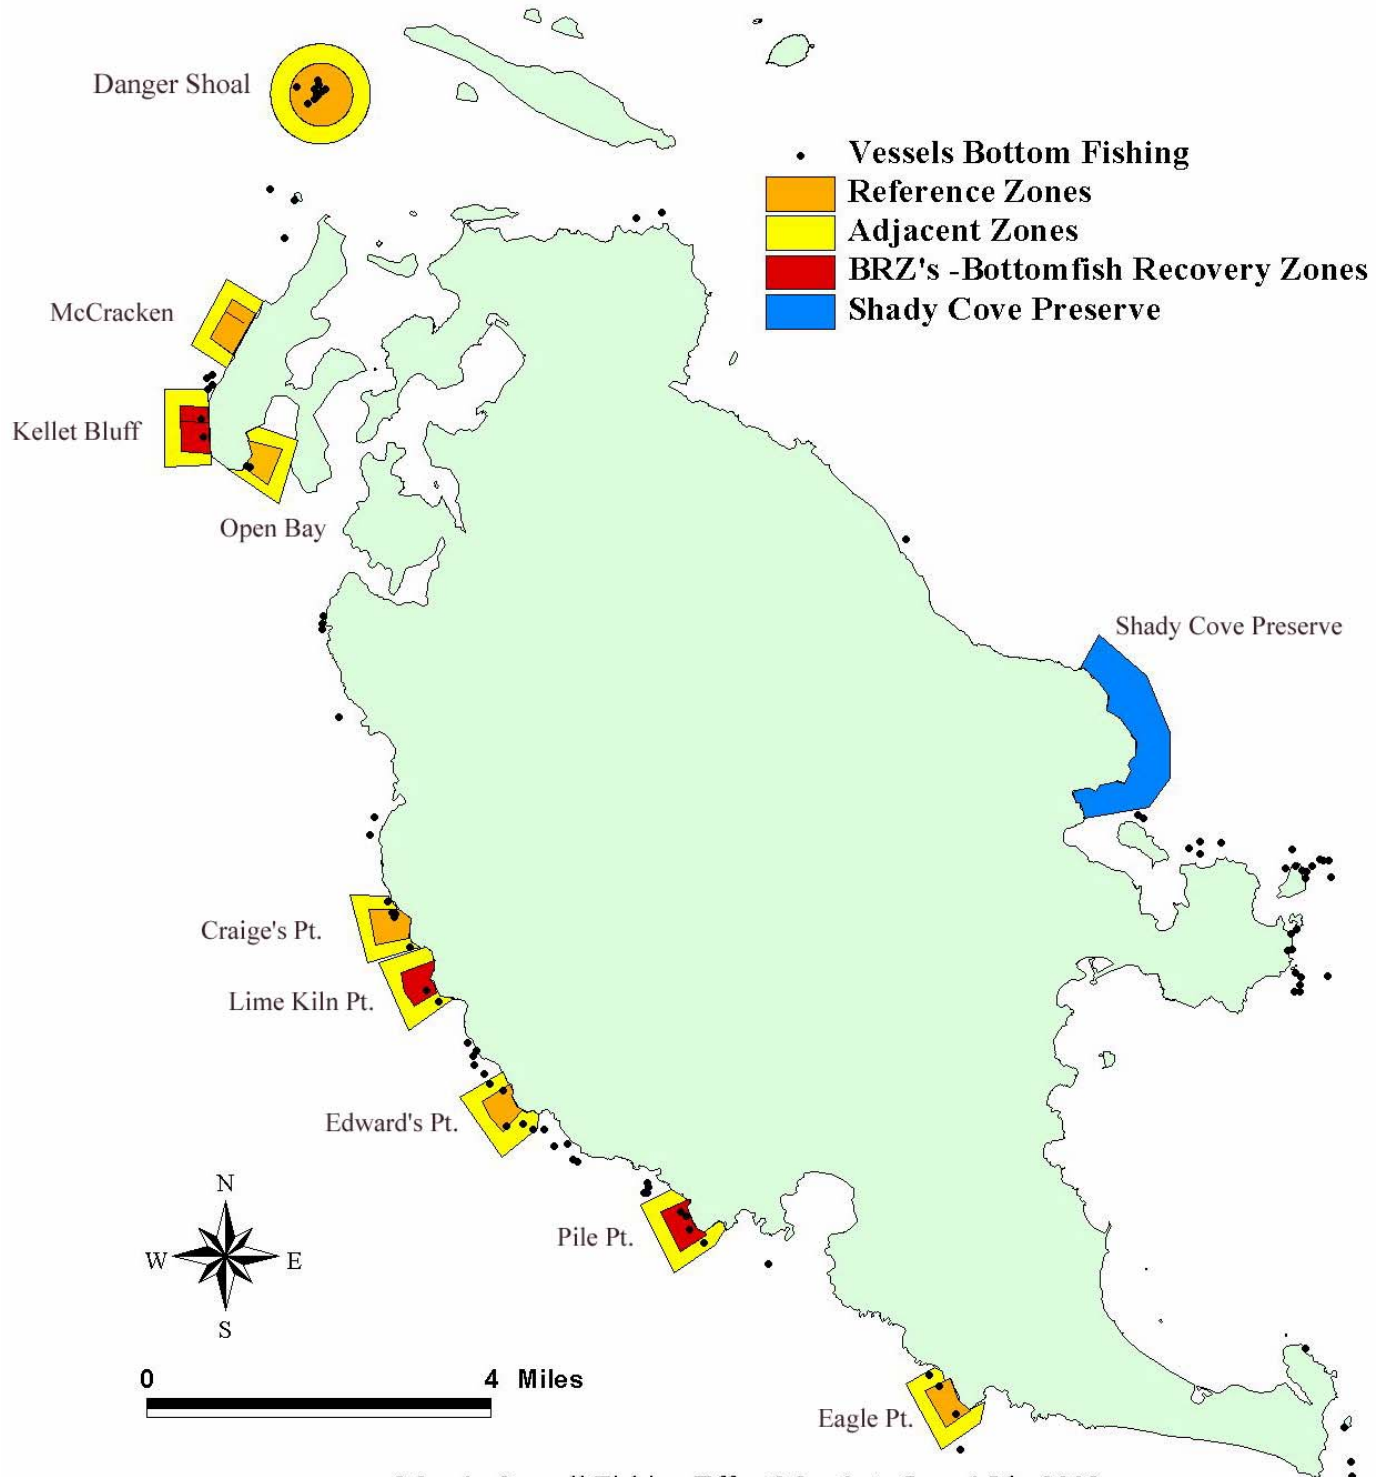 Danger Shoal
Vessels Bottom Fishing
Reference Zones
Adjacent Zones
BRZ's -Bottomfish Recovery Zones
Shady Cove Preserve
McCracken
Kellet Bluff
Open Bay
Shady Cove Preserve
Craige's Pt.
Lime Kiln Pt.
Edward's Pt.
Pile Pt.
N
W E
S
0 4 Miles
Eagle Pt.